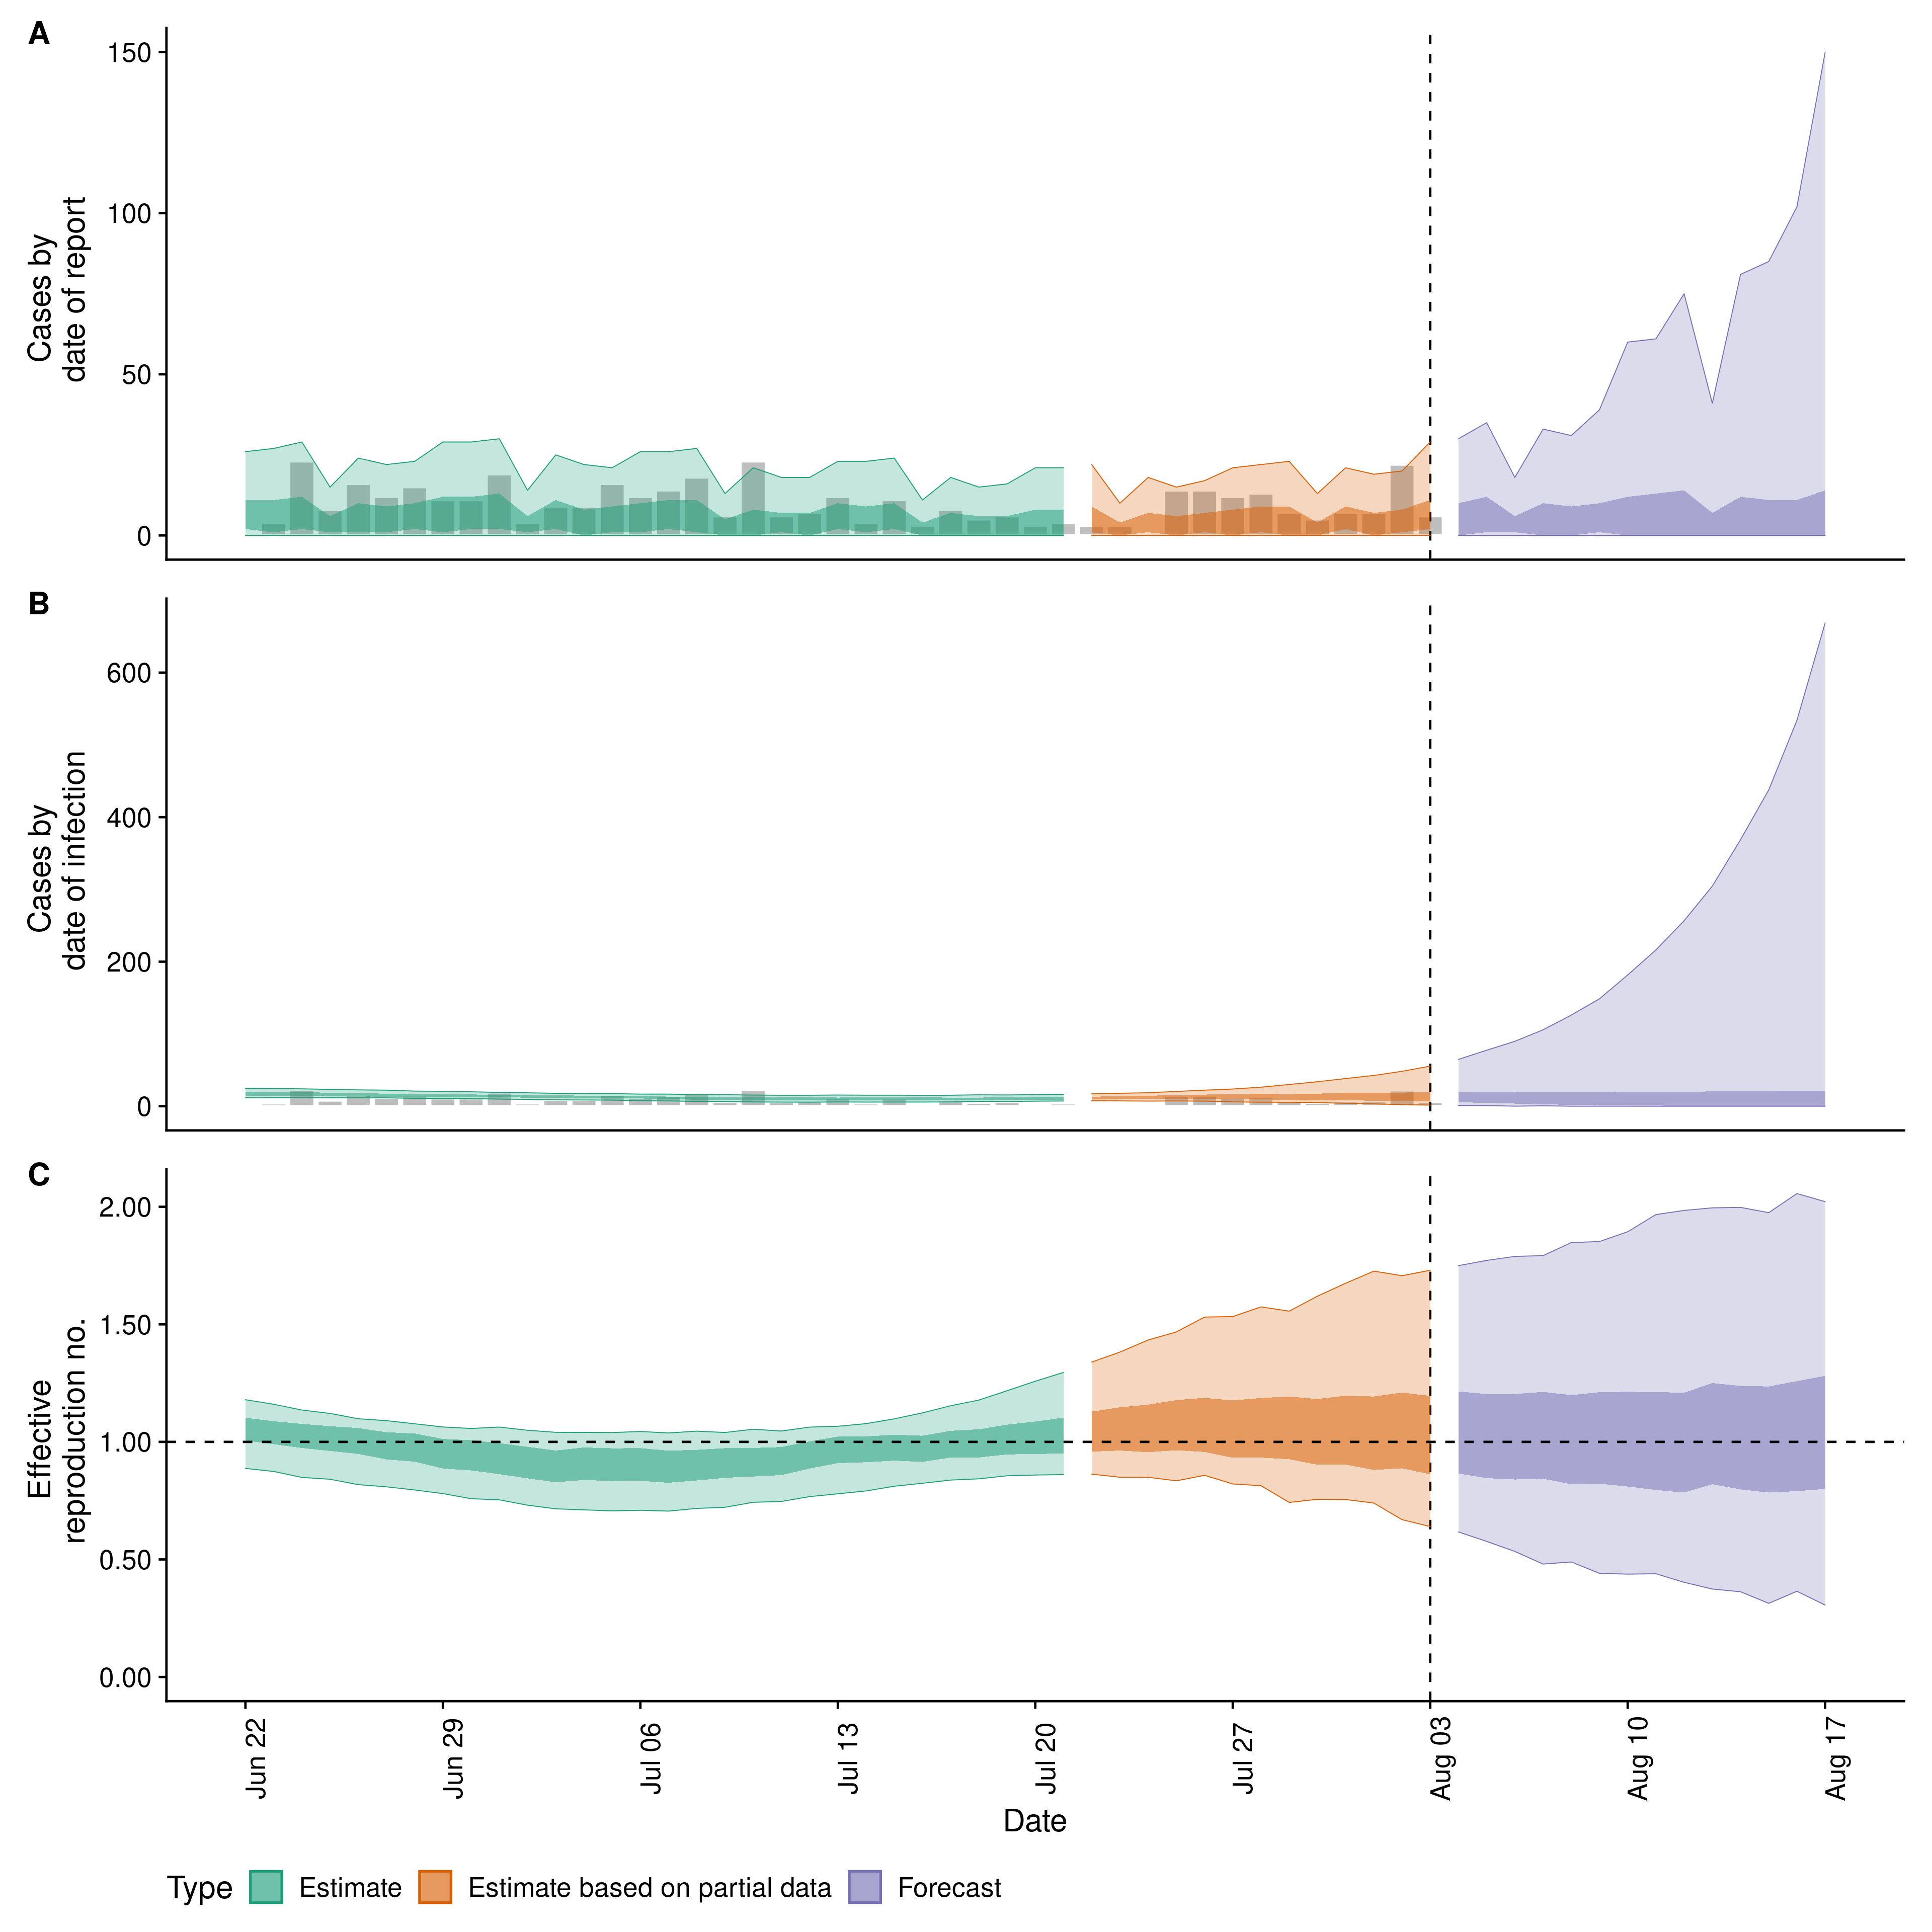 A
Cases by
date of report
150
100
50
0
B
Cases by
date of infection
600
400
200
0
C
Effective
reproduction no.
2.00
1.50
1.00
0.50
0.00
Jun 22
Jun 29
Jul 06
Jul 13
Jul 20
Jul 27
Aug 03
Aug 10
Aug 17
Date
Type Estimate Estimate based on partial data Forecast